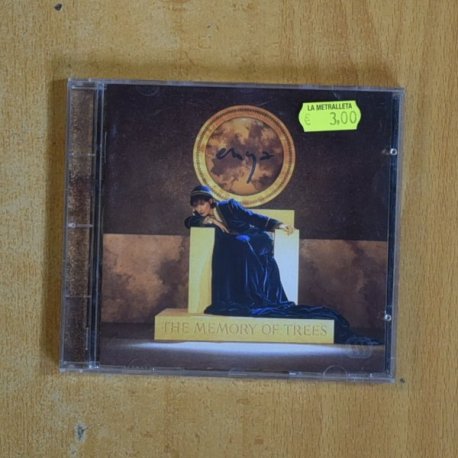 LA METRALLETA
€ 3,00
enya
THE MEMORY OF TREES